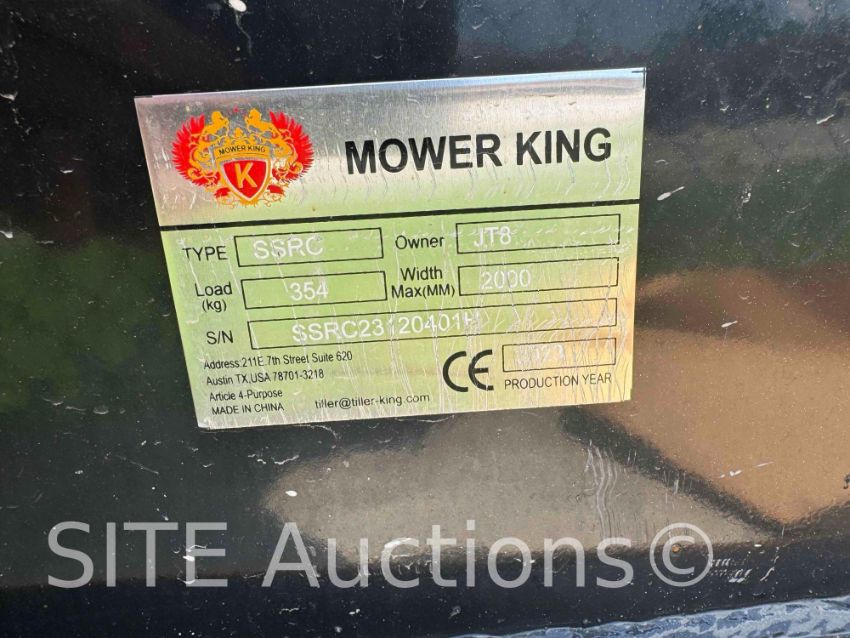 MOWER KING
K
MOWER KING
TYPE SSRC Owner JT8
Load (kg) 354 Width Max(MM) 2000
S/N SSRC23120401H
Address:211E.7th Street Suite 620
Austin TX,USA 78701-3218
Article 4-Purpose
MADE IN CHINA
tiller@tiller-king.com
CE
PRODUCTION YEAR
SITE Auctions©